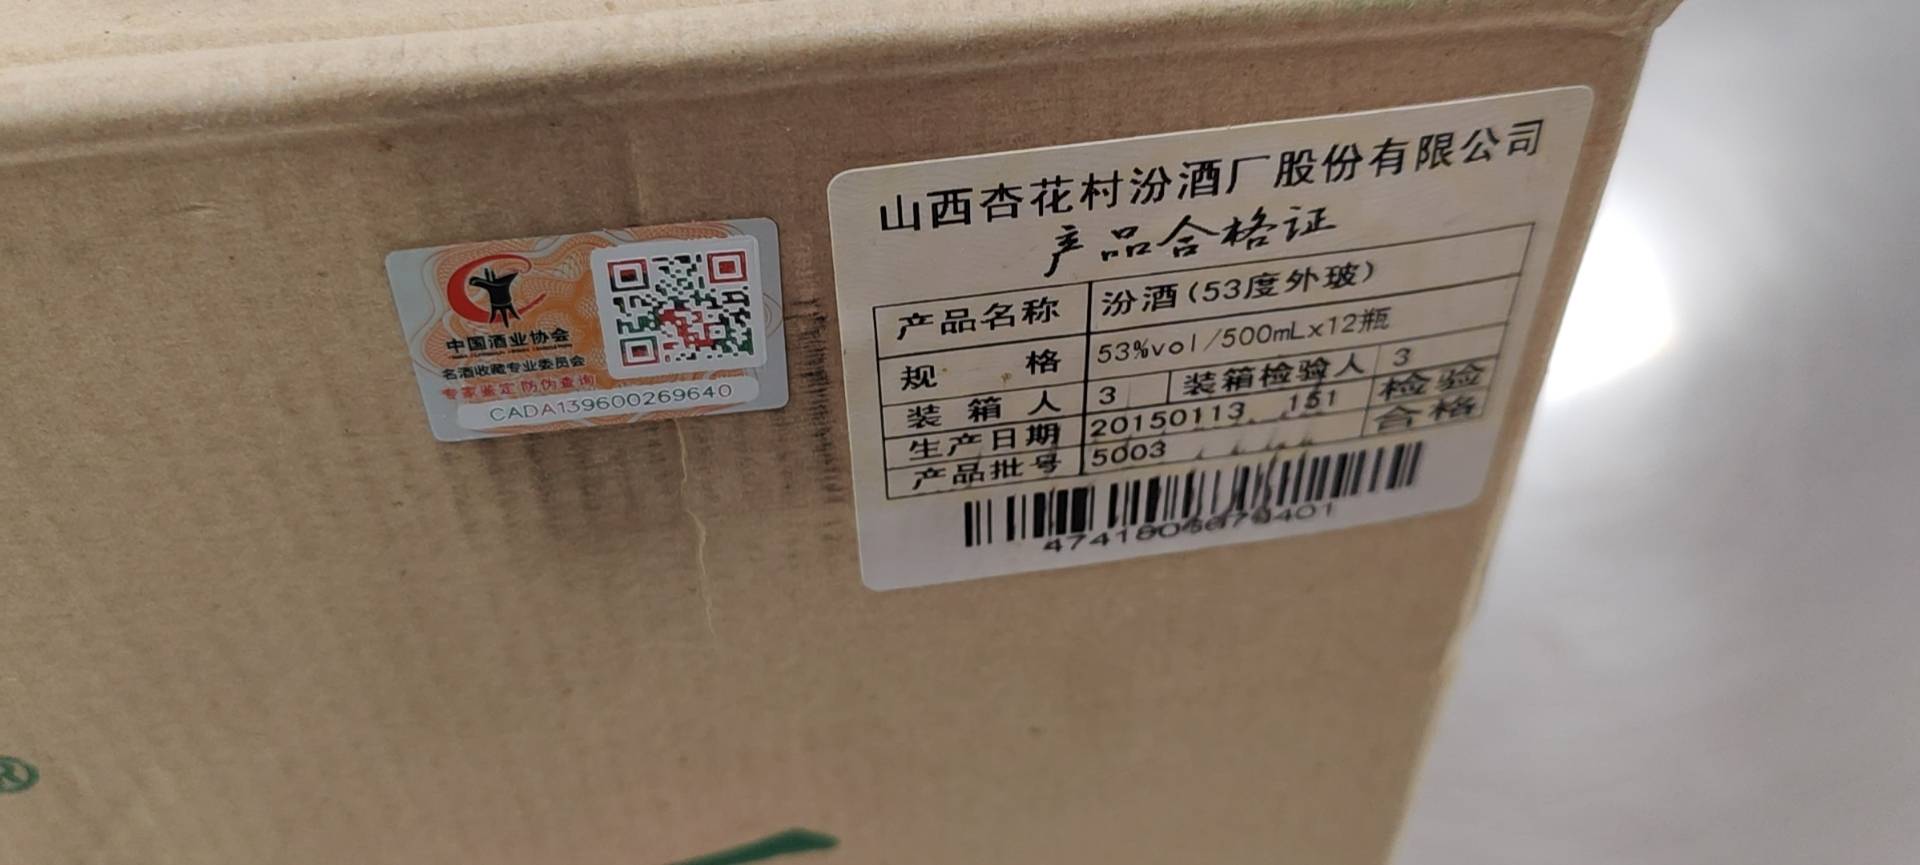 中国酒业协会
名酒收藏专业委员会
专家鉴定防伪查询
CADA139600269640
山西杏花村汾酒厂股份有限公司
产品合格证
产品名称 汾酒(53度外玻)
规格 53%vol/500mLx12瓶
装箱人 3 装箱检验人 3
生产日期 20150113 151 检验
产品批号 5003 合格
®